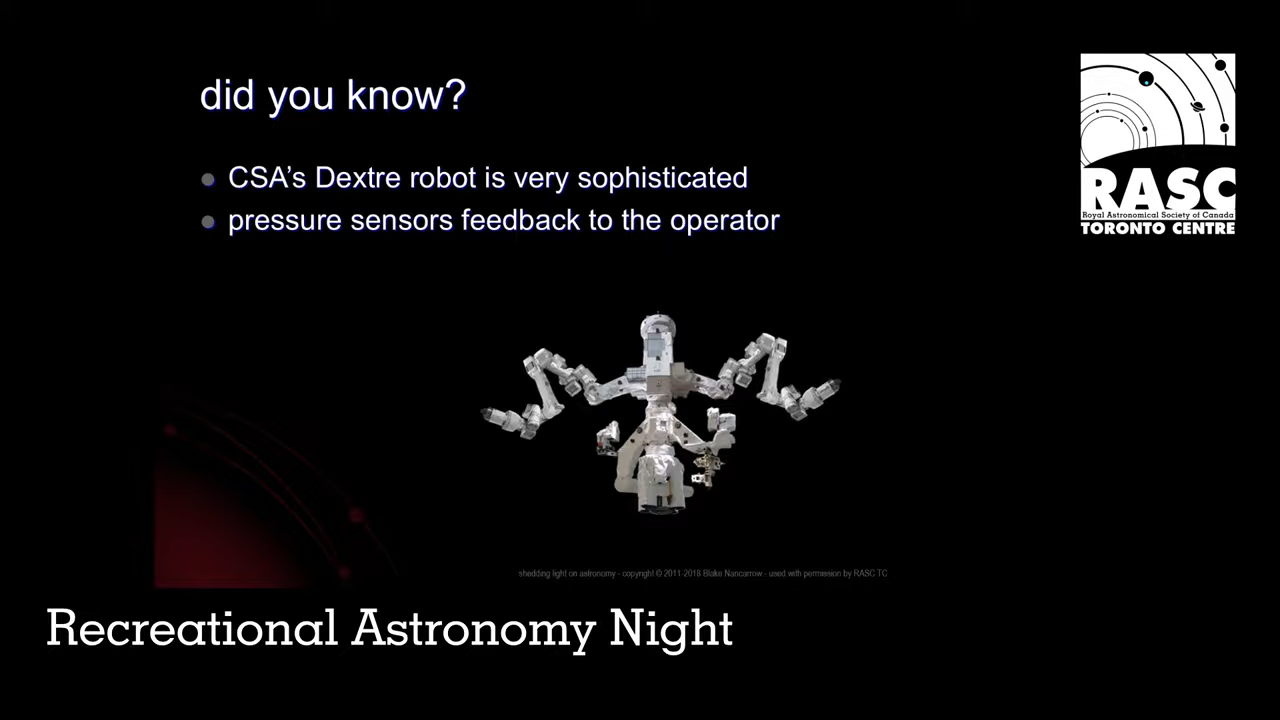 did you know?
CSA's Dextre robot is very sophisticated
pressure sensors feedback to the operator
RASC
Royal Astronomical Society of Canada
TORONTO CENTRE
shedding light on astronomy - copyright © 2011-2018 Blake Nancarrow - used with permission by RASC TC
Recreational Astronomy Night